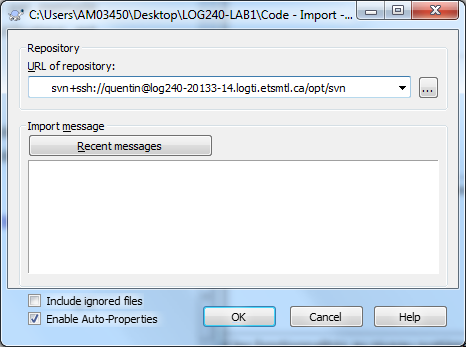 C:\Users\AM03450\Desktop\LOG240-LAB1\Code - Import -...
Repository
URL of repository:
svn+ssh://quentin@log240-20133-14.logti.etsmtl.ca/opt/svn
...
Import message
Recent messages
Include ignored files
Enable Auto-Properties
OK
Cancel
Help